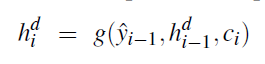 h_i^d = g(ŷ_{i−1}, h_{i−1}^d, c_i)